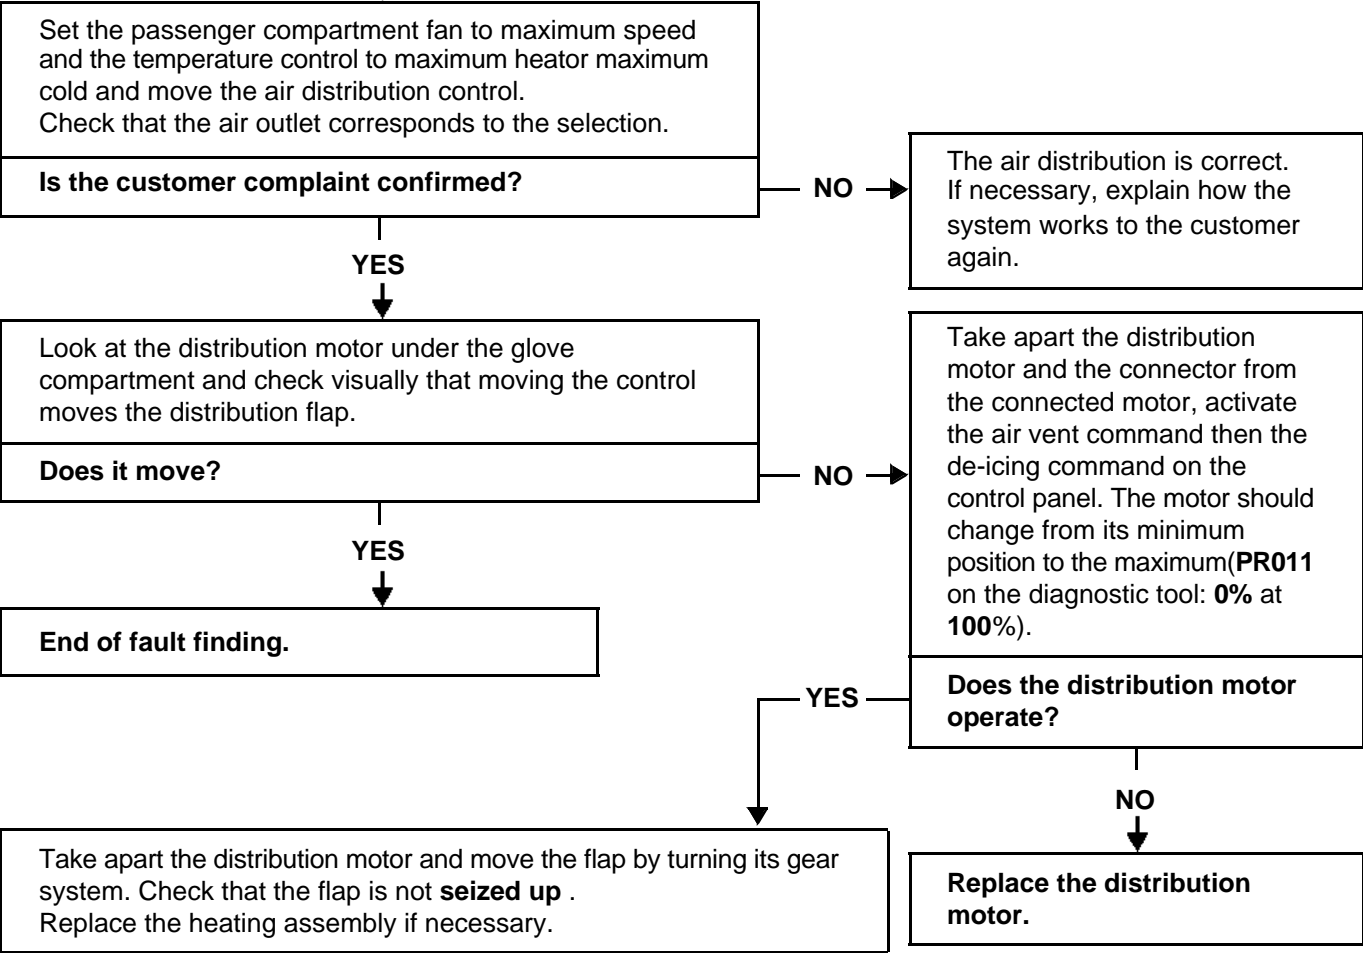 Set the passenger compartment fan to maximum speed
and the temperature control to maximum heator maximum
cold and move the air distribution control.
Check that the air outlet corresponds to the selection.
Is the customer complaint confirmed?
NO
The air distribution is correct.
If necessary, explain how the
system works to the customer
again.
YES
Look at the distribution motor under the glove
compartment and check visually that moving the control
moves the distribution flap.
Does it move?
NO
Take apart the distribution
motor and the connector from
the connected motor, activate
the air vent command then the
de-icing command on the
control panel. The motor should
change from its minimum
position to the maximum(PR011
on the diagnostic tool: 0% at
100%).
Does the distribution motor
operate?
YES
End of fault finding.
YES
NO
Take apart the distribution motor and move the flap by turning its gear
system. Check that the flap is not seized up .
Replace the heating assembly if necessary.
Replace the distribution
motor.